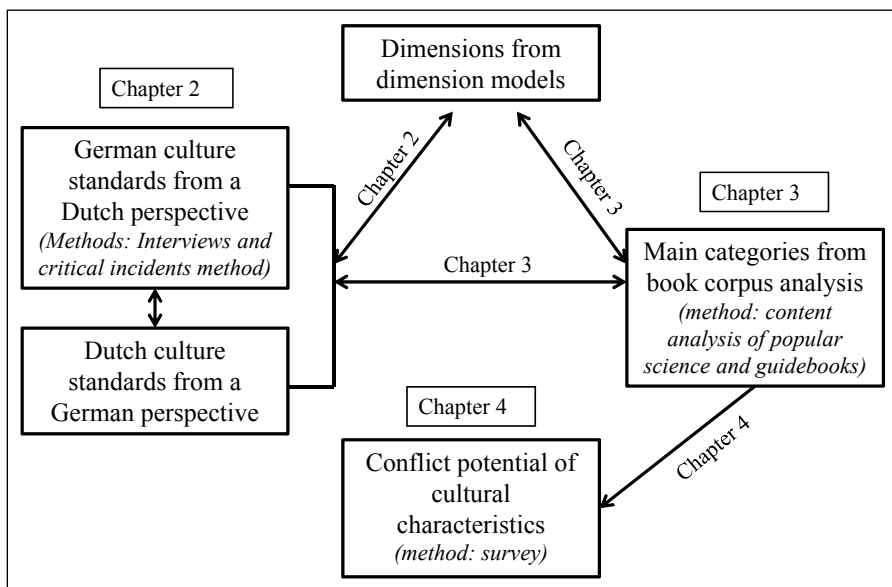 Dimensions from
dimension models
Chapter 2
German culture
standards from a
Dutch perspective
(Methods: Interviews and
critical incidents method)
Chapter 2
Chapter 3
Chapter 3
Chapter 3
Main categories from
book corpus analysis
(method: content
analysis of popular
science and guidebooks)
Dutch culture
standards from a
German perspective
Chapter 4
Chapter 4
Conflict potential of
cultural
characteristics
(method: survey)